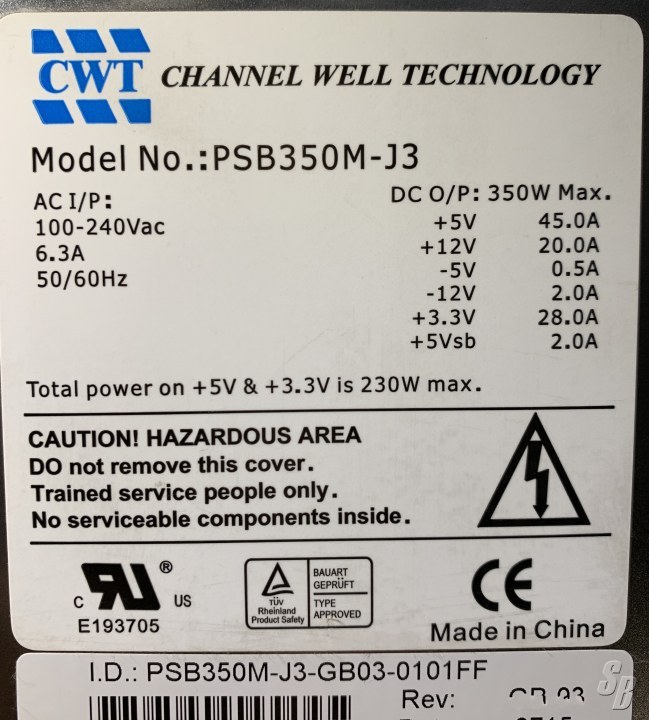 CWT CHANNEL WELL TECHNOLOGY
Model No.:PSB350M-J3
AC I/P:
100-240Vac
6.3A
50/60Hz
DC O/P: 350W Max.
+5V 45.0A
+12V 20.0A
-5V 0.5A
-12V 2.0A
+3.3V 28.0A
+5Vsb 2.0A
Total power on +5V & +3.3V is 230W max.
CAUTION! HAZARDOUS AREA
DO not remove this cover.
Trained service people only.
No serviceable components inside.
c RU ® US
E193705
TÜV
Rheinland
Product Safety
BAUART
GEPRÜFT
TYPE
APPROVED
CE
Made in China
I.D.: PSB350M-J3-GB03-0101FF
Rev:
SB